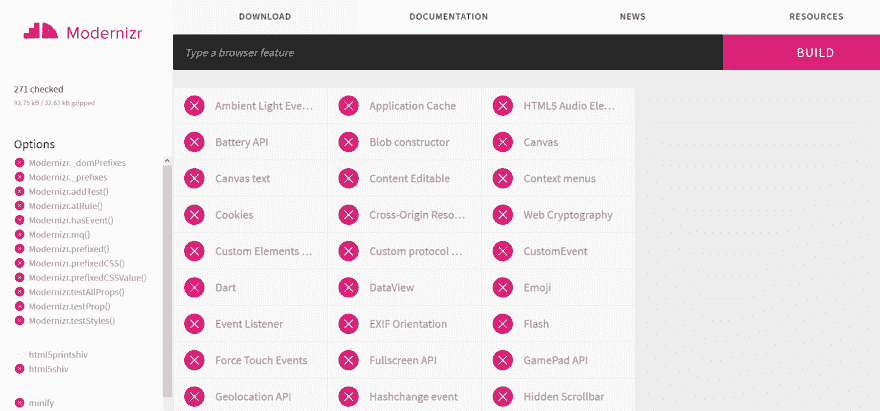 Modernizr
DOWNLOAD
DOCUMENTATION
NEWS
RESOURCES
Type a browser feature
BUILD
271 checked
92.75 kB / 32.63 kB gzipped
Options
Modernizr._domPrefixes
Modernizr._prefixes
Modernizr.addTest()
Modernizr.atRule()
Modernizr.hasEvent()
Modernizr.mq()
Modernizr.prefixed()
Modernizr.prefixedCSS()
Modernizr.prefixedCSSValue()
Modernizr.testAllProps()
Modernizr.testProp()
Modernizr.testStyles()
html5printshiv
html5shiv
minify
Ambient Light Eve...
Application Cache
HTML5 Audio Ele...
Battery API
Blob constructor
Canvas
Canvas text
Content Editable
Context menus
Cookies
Cross-Origin Reso...
Web Cryptography
Custom Elements ...
Custom protocol ...
CustomEvent
Dart
DataView
Emoji
Event Listener
EXIF Orientation
Flash
Force Touch Events
Fullscreen API
GamePad API
Geolocation API
Hashchange event
Hidden Scrollbar